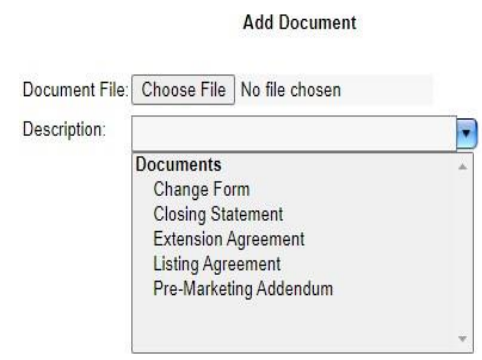 Add Document
Document File: Choose File No file chosen
Description:
Documents
Change Form
Closing Statement
Extension Agreement
Listing Agreement
Pre-Marketing Addendum